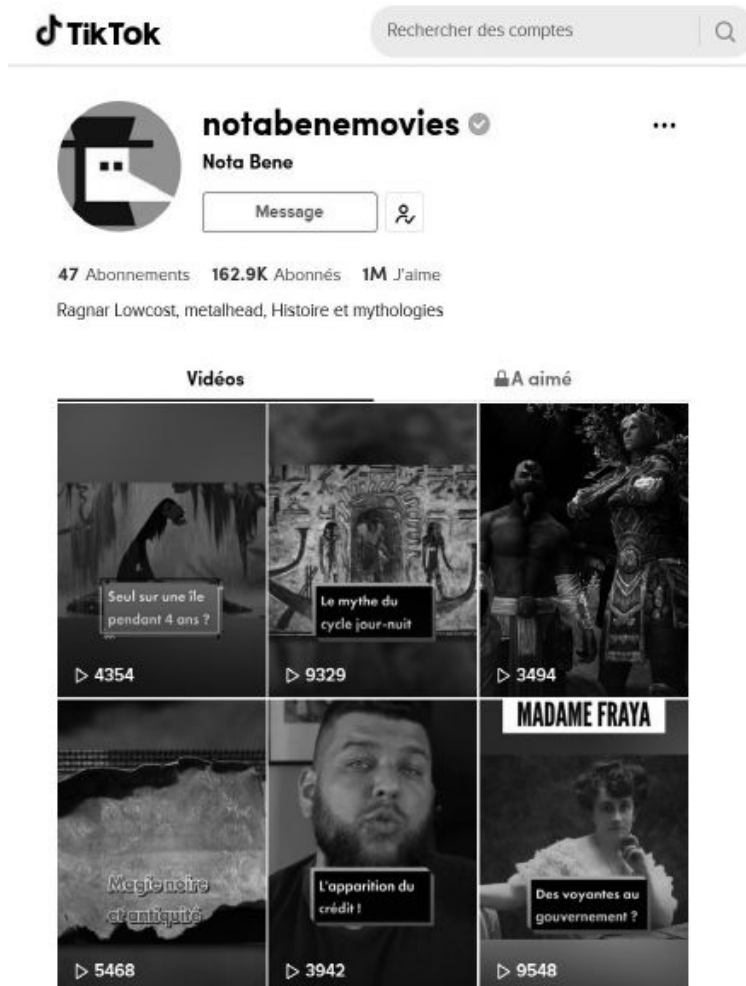 TikTok
Rechercher des comptes
notabenemovies
Nota Bene
Message
47 Abonnements 162.9K Abonnés 1M J'aime
Ragnar Lowcost, metalhead, Histoire et mythologies
Vidéos
A aimé
Seul sur une île
pendant 4 ans ?
4354
Le mythe du
cycle jour-nuit
9329
3494
Magie noire
et antiquité
5468
L'apparition du
crédit !
3942
MADAME FRAYA
Des voyantes au
gouvernement ?
9548